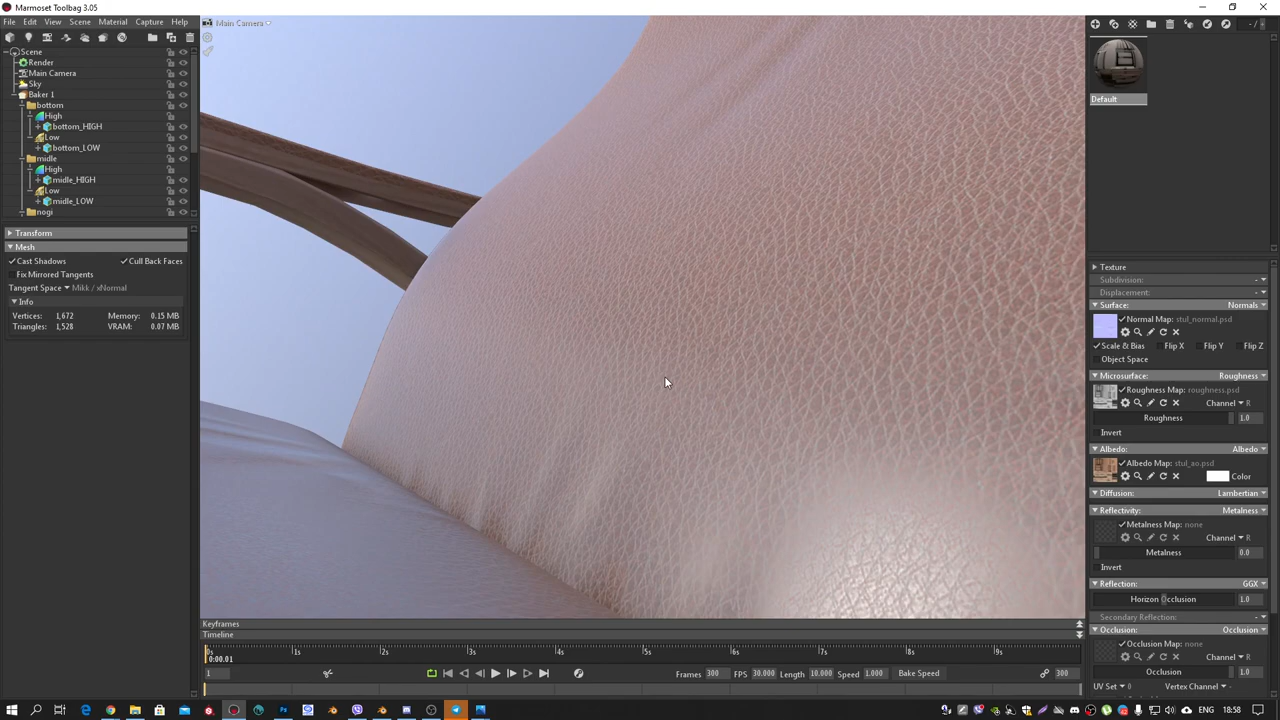 Marmoset Toolbag 3.05
File Edit View Scene Material Capture Help
Main Camera
- /
Scene
Render
Main Camera
Sky
Baker 1
bottom
High
bottom_HIGH
Low
bottom_LOW
midle
High
midle_HIGH
Low
midle_LOW
nogi
Transform
Mesh
Cast Shadows Cull Back Faces
Fix Mirrored Tangents
Tangent Space Mikk / xNormal
Info
Vertices: 1,672 Memory: 0.15 MB
Triangles: 1,528 VRAM: 0.07 MB
Default
Texture
Subdivision: -
Displacement: -
Surface: Normals
Normal Map: stul_normal.psd
Scale & Bias Flip X Flip Y Flip Z
Object Space
Microsurface: Roughness
Roughness Map: roughness.psd
Channel R
Roughness 1.0
Invert
Albedo: Albedo
Albedo Map: stul_ao.psd
Color
Diffusion: Lambertian
Reflectivity: Metalness
Metalness Map: none
Channel R
Metalness 0.0
Invert
Reflection: GGX
Horizon Occlusion 1.0
Secondary Reflection: -
Occlusion: Occlusion
Occlusion Map: none
Channel R
Occlusion 1.0
UV Set 0 Vertex Channel -
Keyframes
Timeline
0s 1s 2s 3s 4s 5s 6s 7s 8s 9s
0:00.01
1
Frames 300 FPS 30.000 Length 10.000 Speed 1.000 Bake Speed 300
ENG 18:58